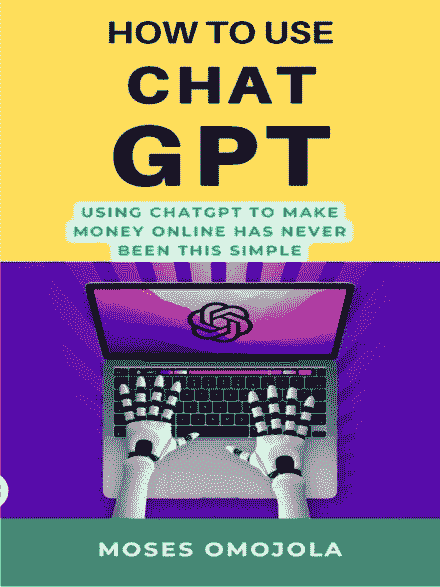 HOW TO USE
CHAT
GPT
USING CHATGPT TO MAKE
MONEY ONLINE HAS NEVER
BEEN THIS SIMPLE
MOSES OMOJOLA